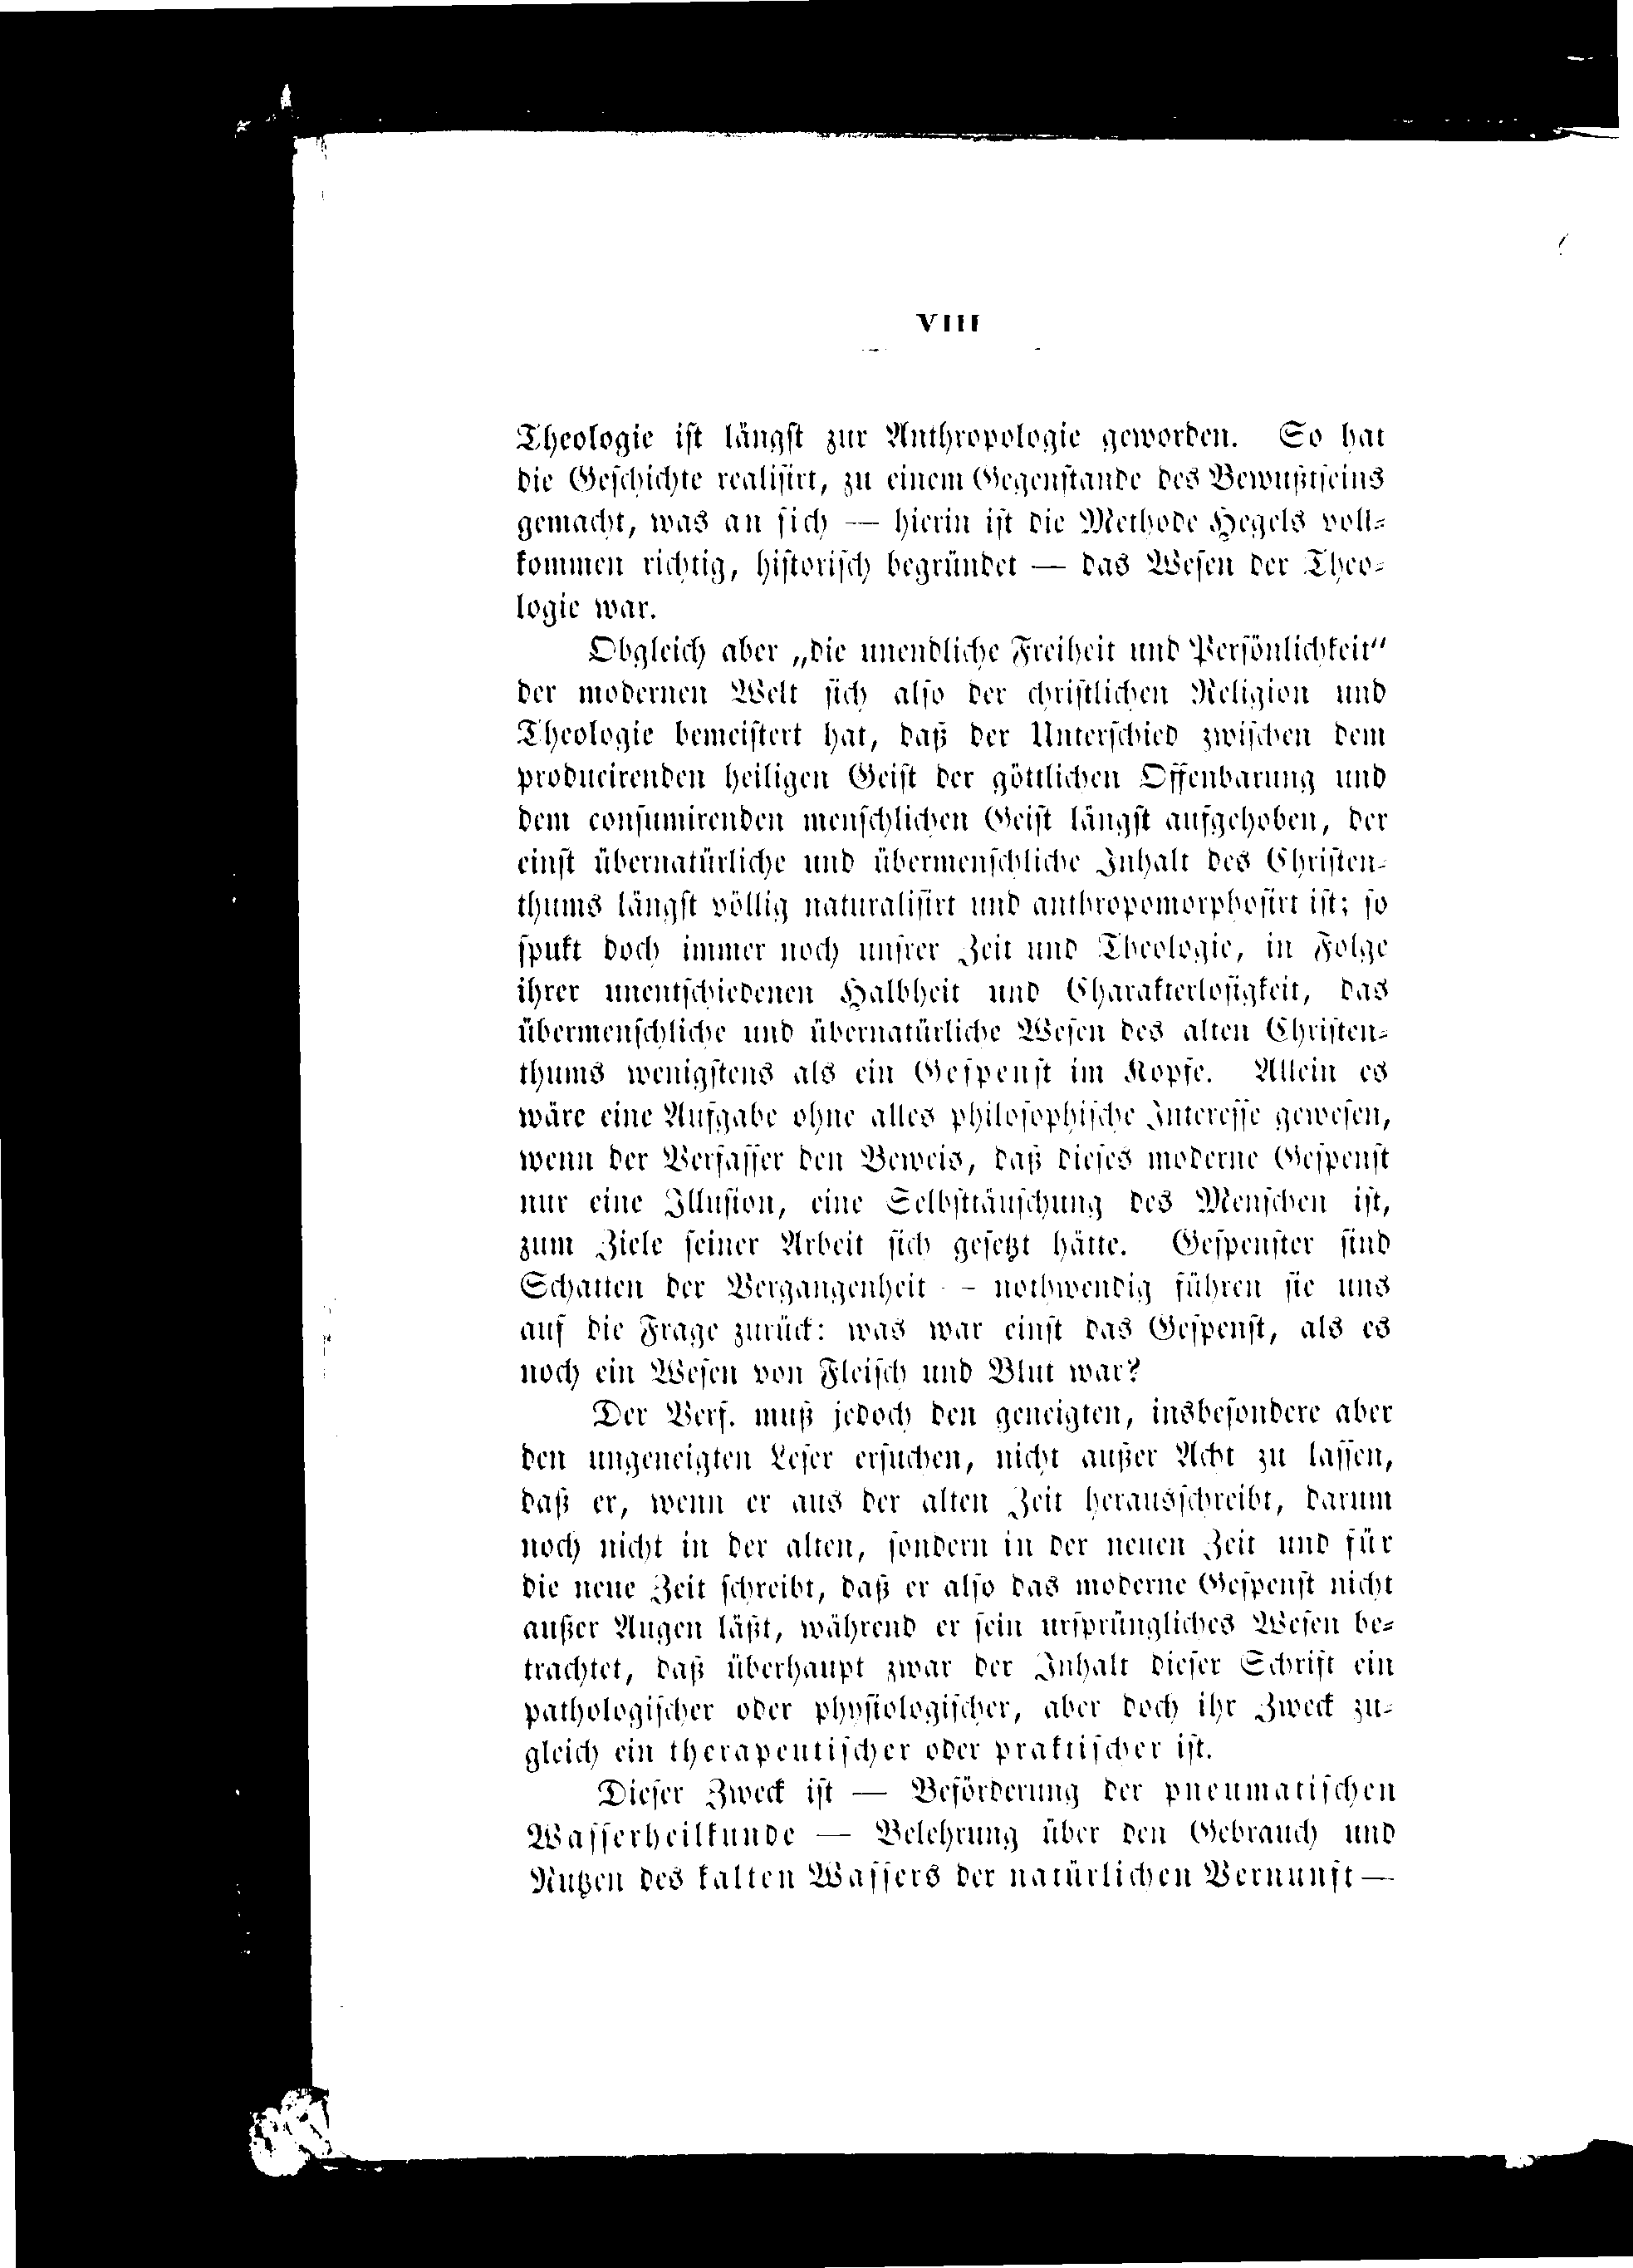 VIII
Theologie ist längst zur Anthropologie geworden. So hat
die Geschichte realisirt, zu einem Gegenstande des Bewußtseins
gemacht, was an sich — hierin ist die Methode Hegels voll-
kommen richtig, historisch begründet — das Wesen der Theo-
logie war.
Obgleich aber „die unendliche Freiheit und Persönlichkeit“
der modernen Welt sich also der christlichen Religion und
Theologie bemeistert hat, daß der Unterschied zwischen dem
producirenden heiligen Geist der göttlichen Offenbarung und
dem consumirenden menschlichen Geist längst aufgehoben, der
einst übernatürliche und übermenschliche Inhalt des Christen-
thums längst völlig naturalisirt und anthropomorphosirt ist; so
spukt doch immer noch unsrer Zeit und Theologie, in Folge
ihrer unentschiedenen Halbheit und Charakterlosigkeit, das
übermenschliche und übernatürliche Wesen des alten Christen-
thums wenigstens als ein Gespenst im Kopfe. Allein es
wäre eine Aufgabe ohne alles philosophische Interesse gewesen,
wenn der Verfasser den Beweis, daß dieses moderne Gespenst
nur eine Illusion, eine Selbsttäuschung des Menschen ist,
zum Ziele seiner Arbeit sich gesetzt hätte. Gespenster sind
Schatten der Vergangenheit — nothwendig führen sie uns
auf die Frage zurück: was war einst das Gespenst, als es
noch ein Wesen von Fleisch und Blut war?
Der Verf. muß jedoch den geneigten, insbesondere aber
den ungeneigten Leser ersuchen, nicht außer Acht zu lassen,
daß er, wenn er aus der alten Zeit herausschreibt, darum
noch nicht in der alten, sondern in der neuen Zeit und für
die neue Zeit schreibt, daß er also das moderne Gespenst nicht
außer Augen läßt, während er sein ursprüngliches Wesen be-
trachtet, daß überhaupt zwar der Inhalt dieser Schrift ein
pathologischer oder physiologischer, aber doch ihr Zweck zu-
gleich ein therapeutischer oder praktischer ist.
Dieser Zweck ist — Beförderung der pneumatischen
Wasserheilkunde — Belehrung über den Gebrauch und
Nutzen des kalten Wassers der natürlichen Vernunft —